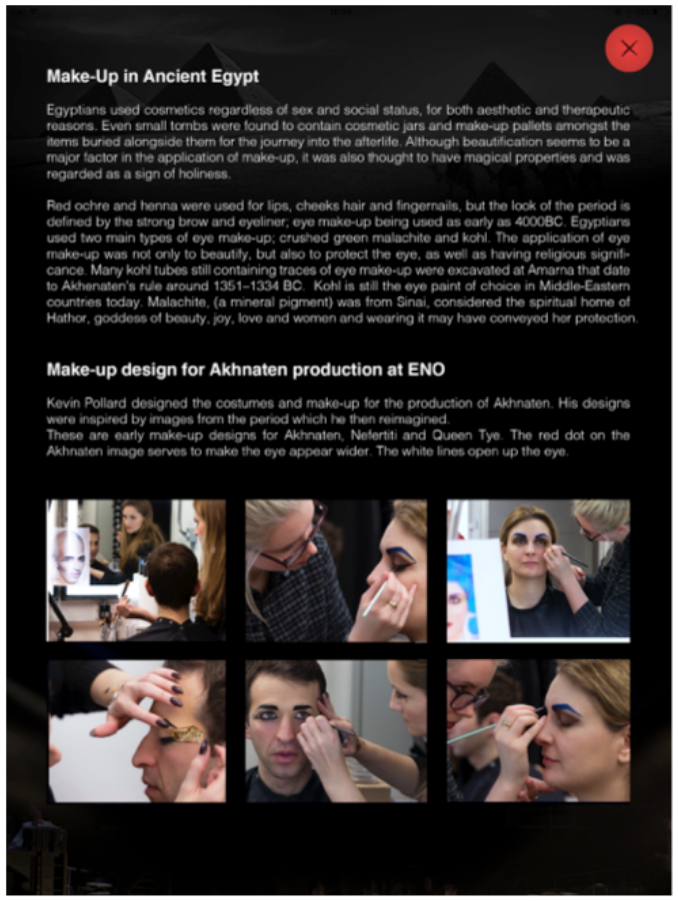 Make-Up in Ancient Egypt
Egyptians used cosmetics regardless of sex and social status, for both aesthetic and therapeutic
reasons. Even small tombs were found to contain cosmetic jars and make-up pallets amongst the
items buried alongside them for the journey into the afterlife. Although beautification seems to be a
major factor in the application of make-up, it was also thought to have magical properties and was
regarded as a sign of holiness.
Red ochre and henna were used for lips, cheeks hair and fingernails, but the look of the period is
defined by the strong brow and eyeliner; eye make-up being used as early as 4000BC. Egyptians
used two main types of eye make-up; crushed green malachite and kohl. The application of eye
make-up was not only to beautify, but also to protect the eye, as well as having religious signifi-
cance. Many kohl tubes still containing traces of eye make-up were excavated at Amarna that date
to Akhenaten's rule around 1351–1334 BC. Kohl is still the eye paint of choice in Middle-Eastern
countries today. Malachite, (a mineral pigment) was from Sinai, considered the spiritual home of
Hathor, goddess of beauty, joy, love and women and wearing it may have conveyed her protection.
Make-up design for Akhnaten production at ENO
Kevin Pollard designed the costumes and make-up for the production of Akhnaten. His designs
were inspired by images from the period which he then reimagined.
These are early make-up designs for Akhnaten, Nefertiti and Queen Tye. The red dot on the
Akhnaten image serves to make the eye appear wider. The white lines open up the eye.